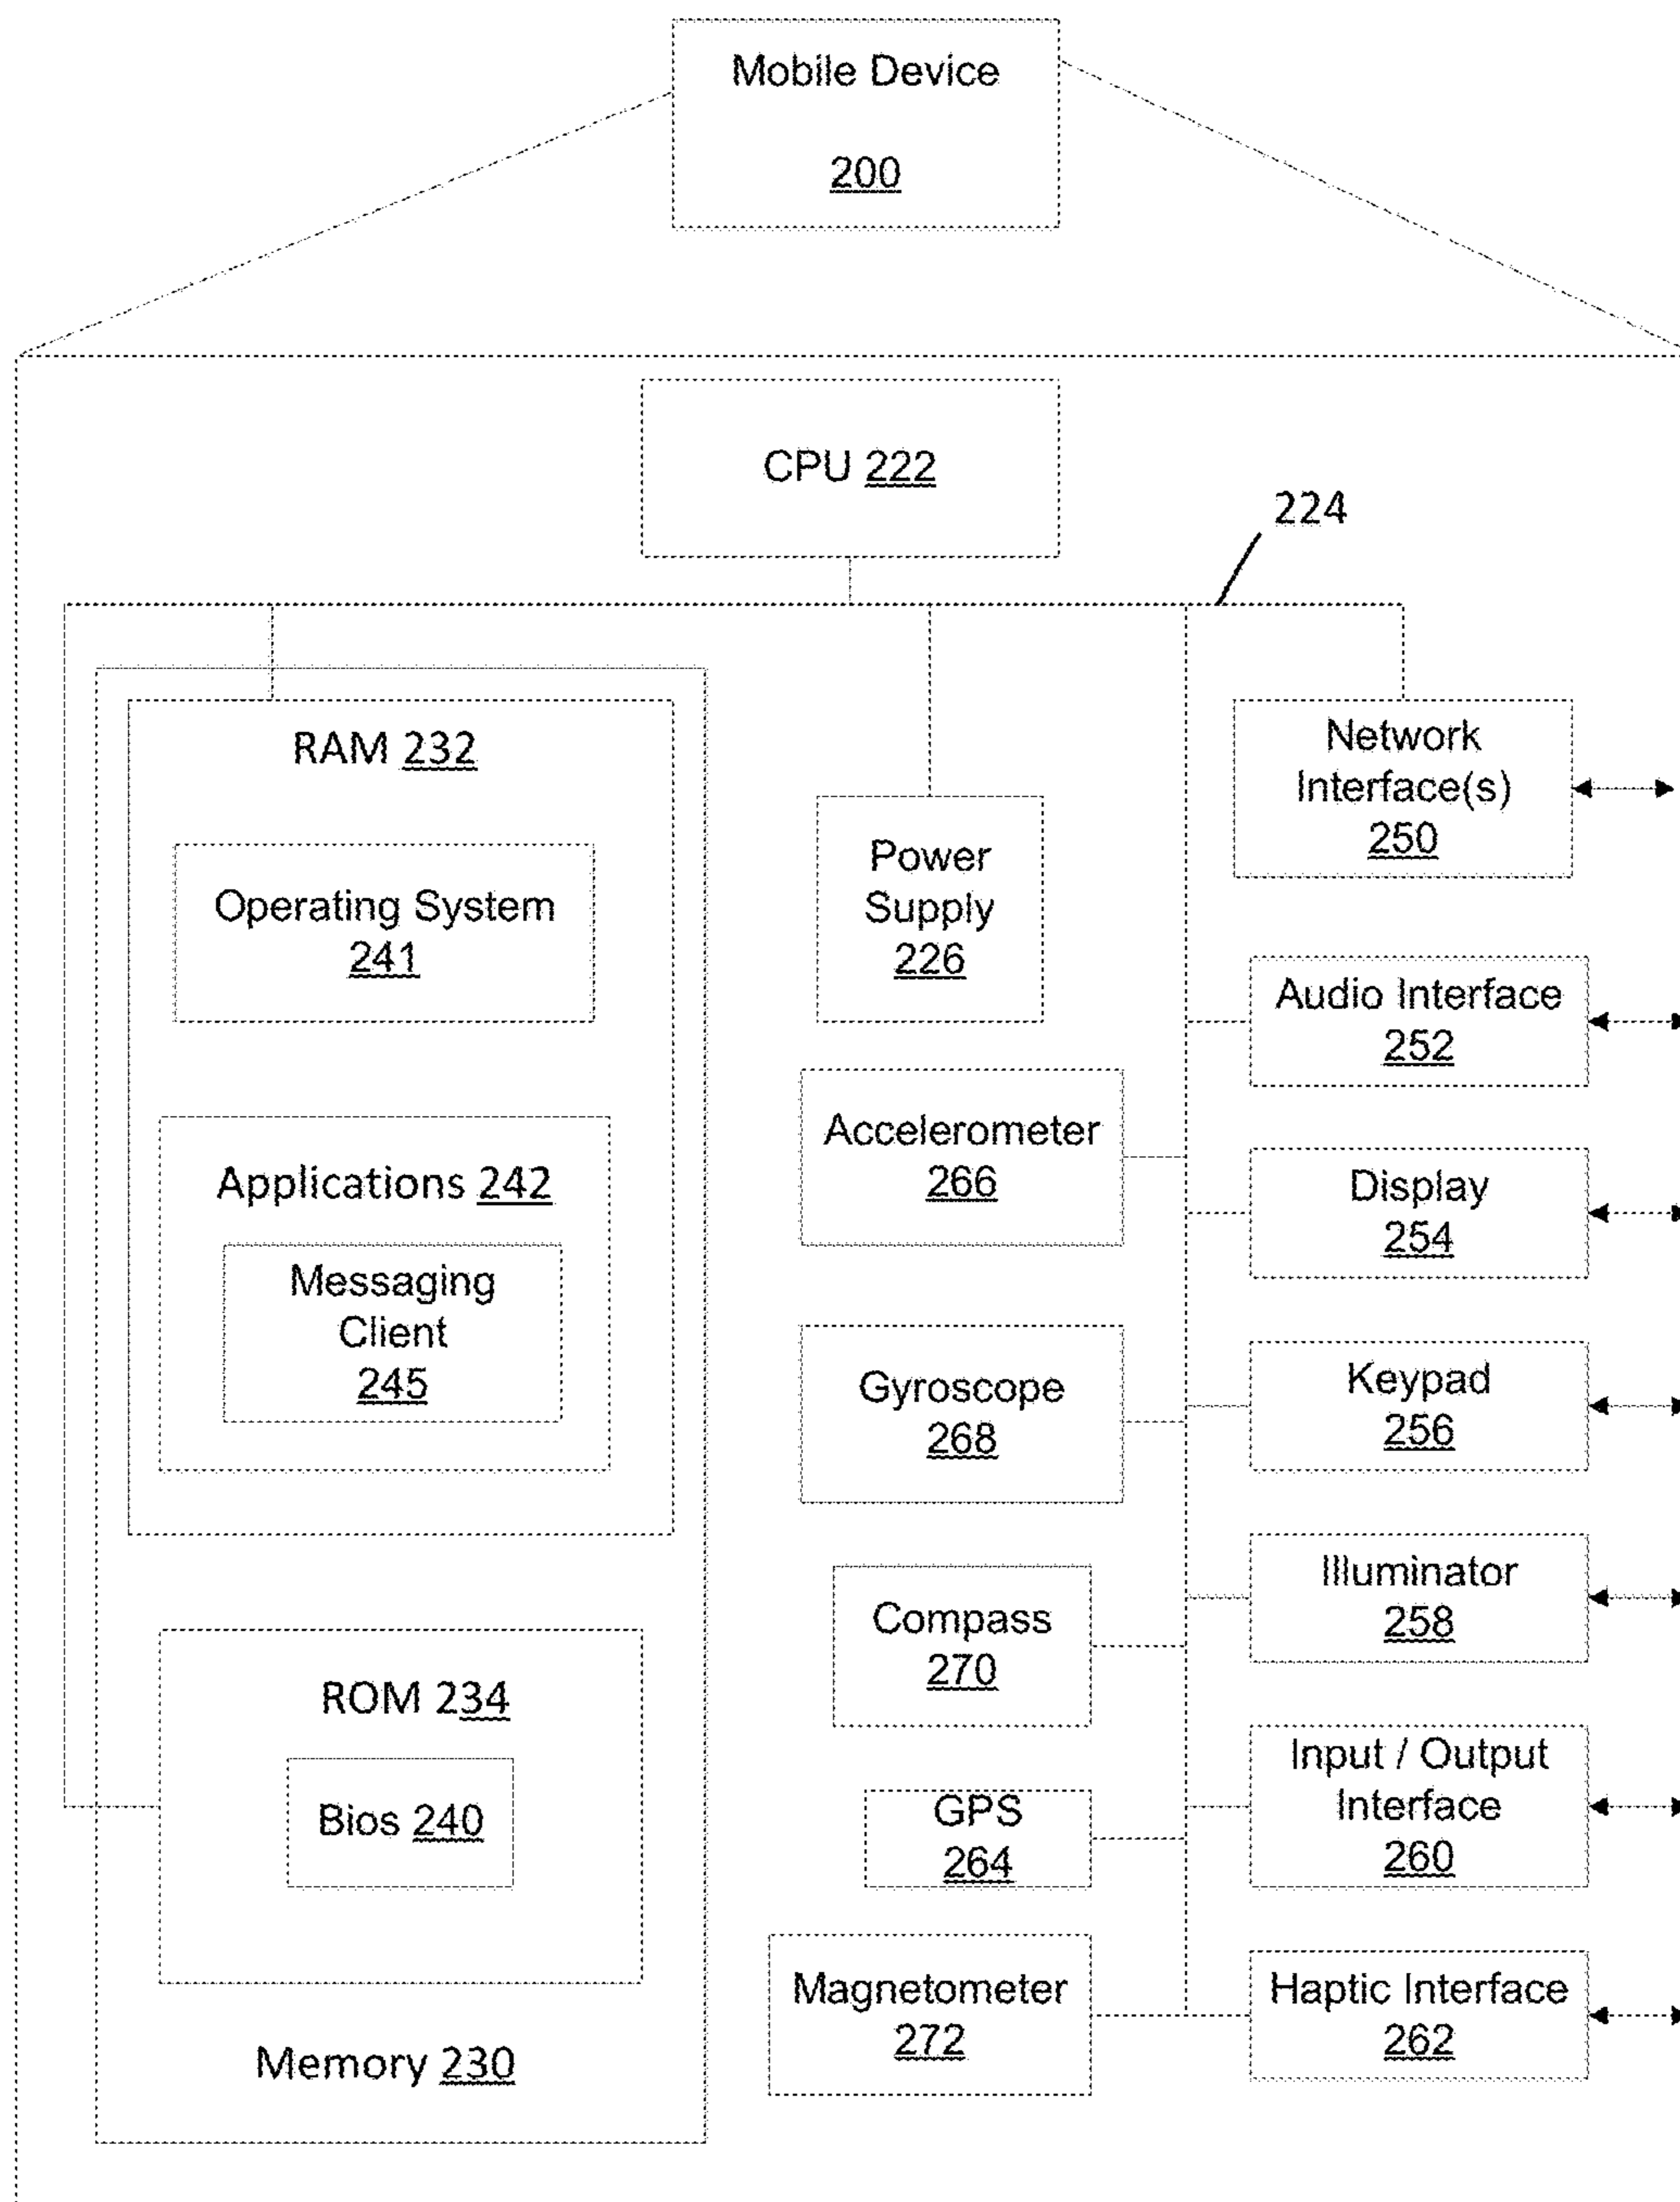 Mobile Device
200
CPU 222
224
RAM 232
Operating System
241
Applications 242
Messaging
Client
245
ROM 234
Bios 240
Memory 230
Power
Supply
226
Accelerometer
266
Gyroscope
268
Compass
270
GPS
264
Magnetometer
272
Network
Interface(s)
250
Audio Interface
252
Display
254
Keypad
256
Illuminator
258
Input / Output
Interface
260
Haptic Interface
262